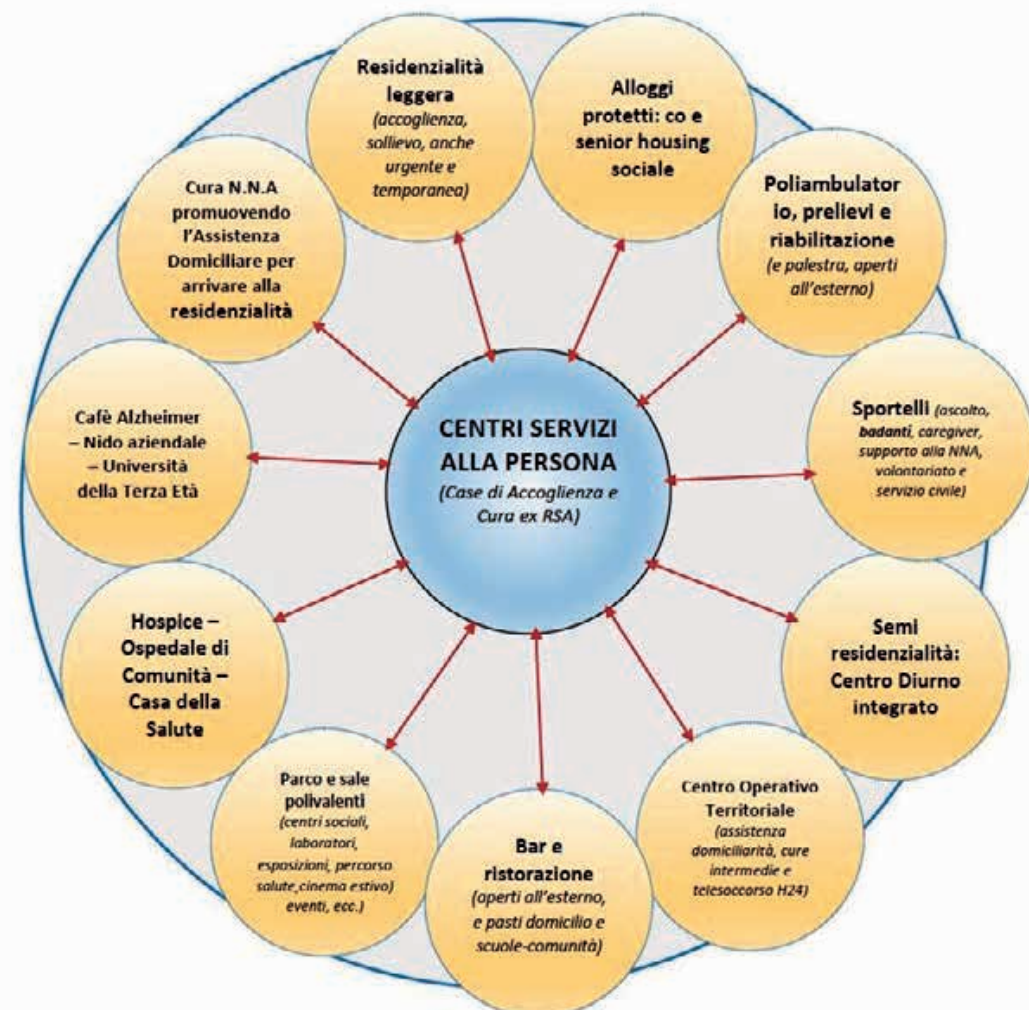 Residenzialità
leggera
(accoglienza,
sollievo, anche
urgente e
temporanea)
Alloggi
protetti: co e
senior housing
sociale
Poliambulator
io, prelievi e
riabilitazione
(e palestra, aperti
all'esterno)
Sportelli (ascolto,
badanti, caregiver,
supporto alla NNA,
volontariato e
servizio civile)
Semi
residenzialità:
Centro Diurno
integrato
Centro Operativo
Territoriale
(assistenza
domiciliarità, cure
intermedie e
telesoccorso H24)
Bar e
ristorazione
(aperti all'esterno,
e pasti domicilio e
scuole-comunità)
Parco e sale
polivalenti
(centri sociali,
laboratori,
esposizioni, percorso
salute,cinema estivo)
eventi, ecc.)
Hospice –
Ospedale di
Comunità –
Casa della
Salute
Cafè Alzheimer
– Nido aziendale
– Università
della Terza Età
Cura N.N.A
promuovendo
l'Assistenza
Domiciliare per
arrivare alla
residenzialità
CENTRI SERVIZI
ALLA PERSONA
(Case di Accoglienza e
Cura ex RSA)